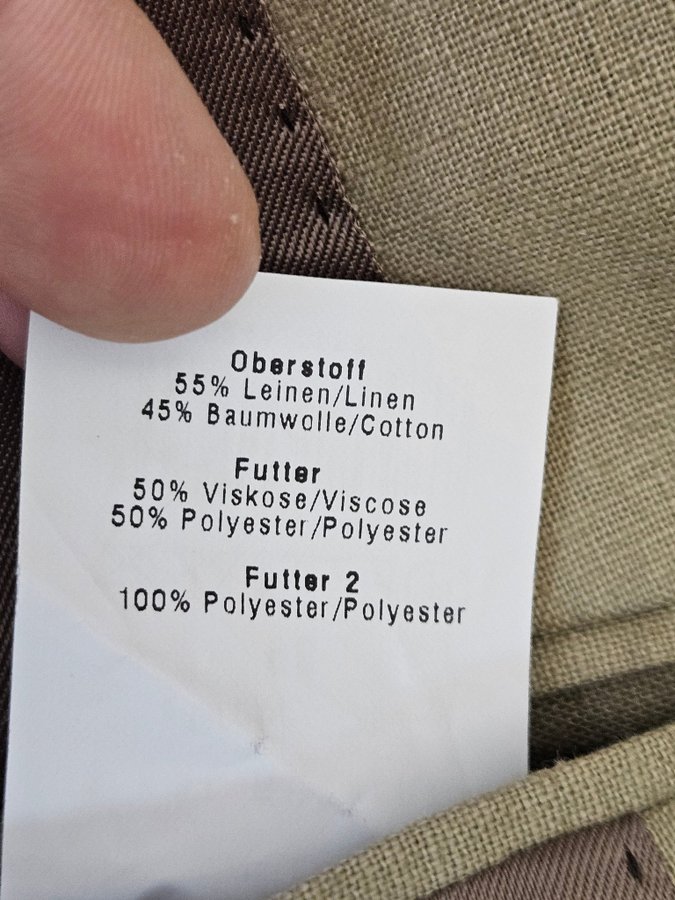 Oberstoff
55% Leinen/Linen
45% Baumwolle/Cotton
Futter
50% Viskose/Viscose
50% Polyester/Polyester
Futter 2
100% Polyester/Polyester